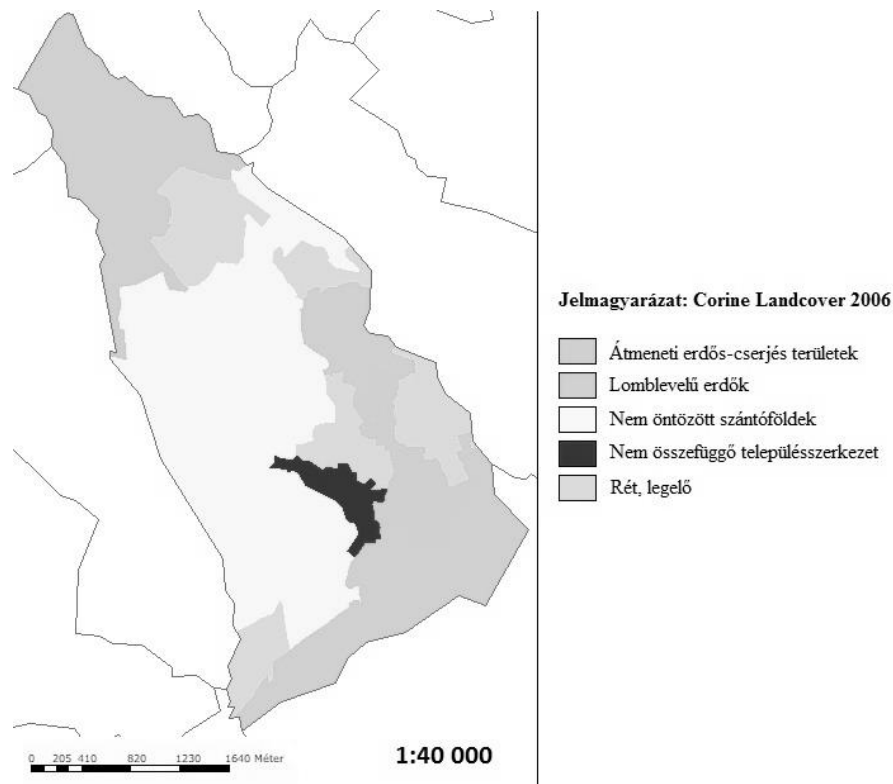 Jelmagyarázat: Corine Landcover 2006
Átmeneti erdős-cserjés területek
Lomblevelű erdők
Nem öntözött szántóföldek
Nem összefüggő településszerkezet
Rét, legelő
0 205 410 820 1230 1640 Méter
1:40 000